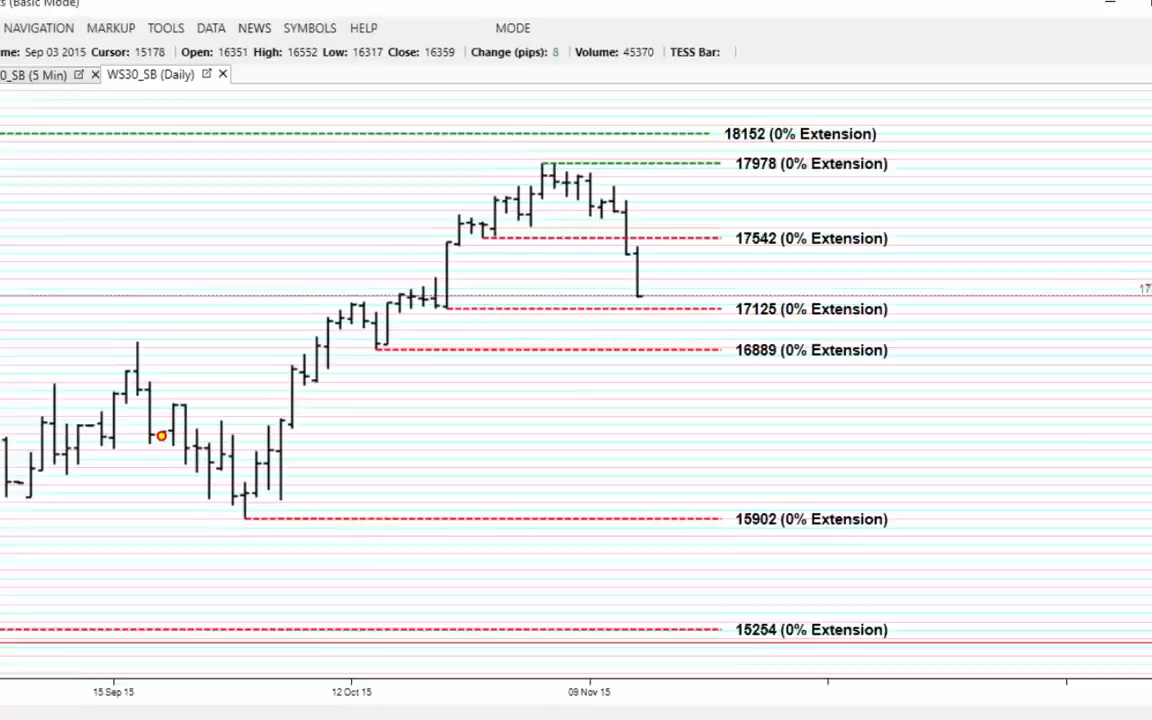 s (Basic Mode)
NAVIGATION MARKUP TOOLS DATA NEWS SYMBOLS HELP MODE
me: Sep 03 2015 Cursor: 15178 Open: 16351 High: 16552 Low: 16317 Close: 16359 Change (pips): 8 Volume: 45370 TESS Bar:
0_SB (5 Min) WS30_SB (Daily)
18152 (0% Extension)
17978 (0% Extension)
17542 (0% Extension)
17
17125 (0% Extension)
16889 (0% Extension)
15902 (0% Extension)
15254 (0% Extension)
15 Sep 15 12 Oct 15 09 Nov 15